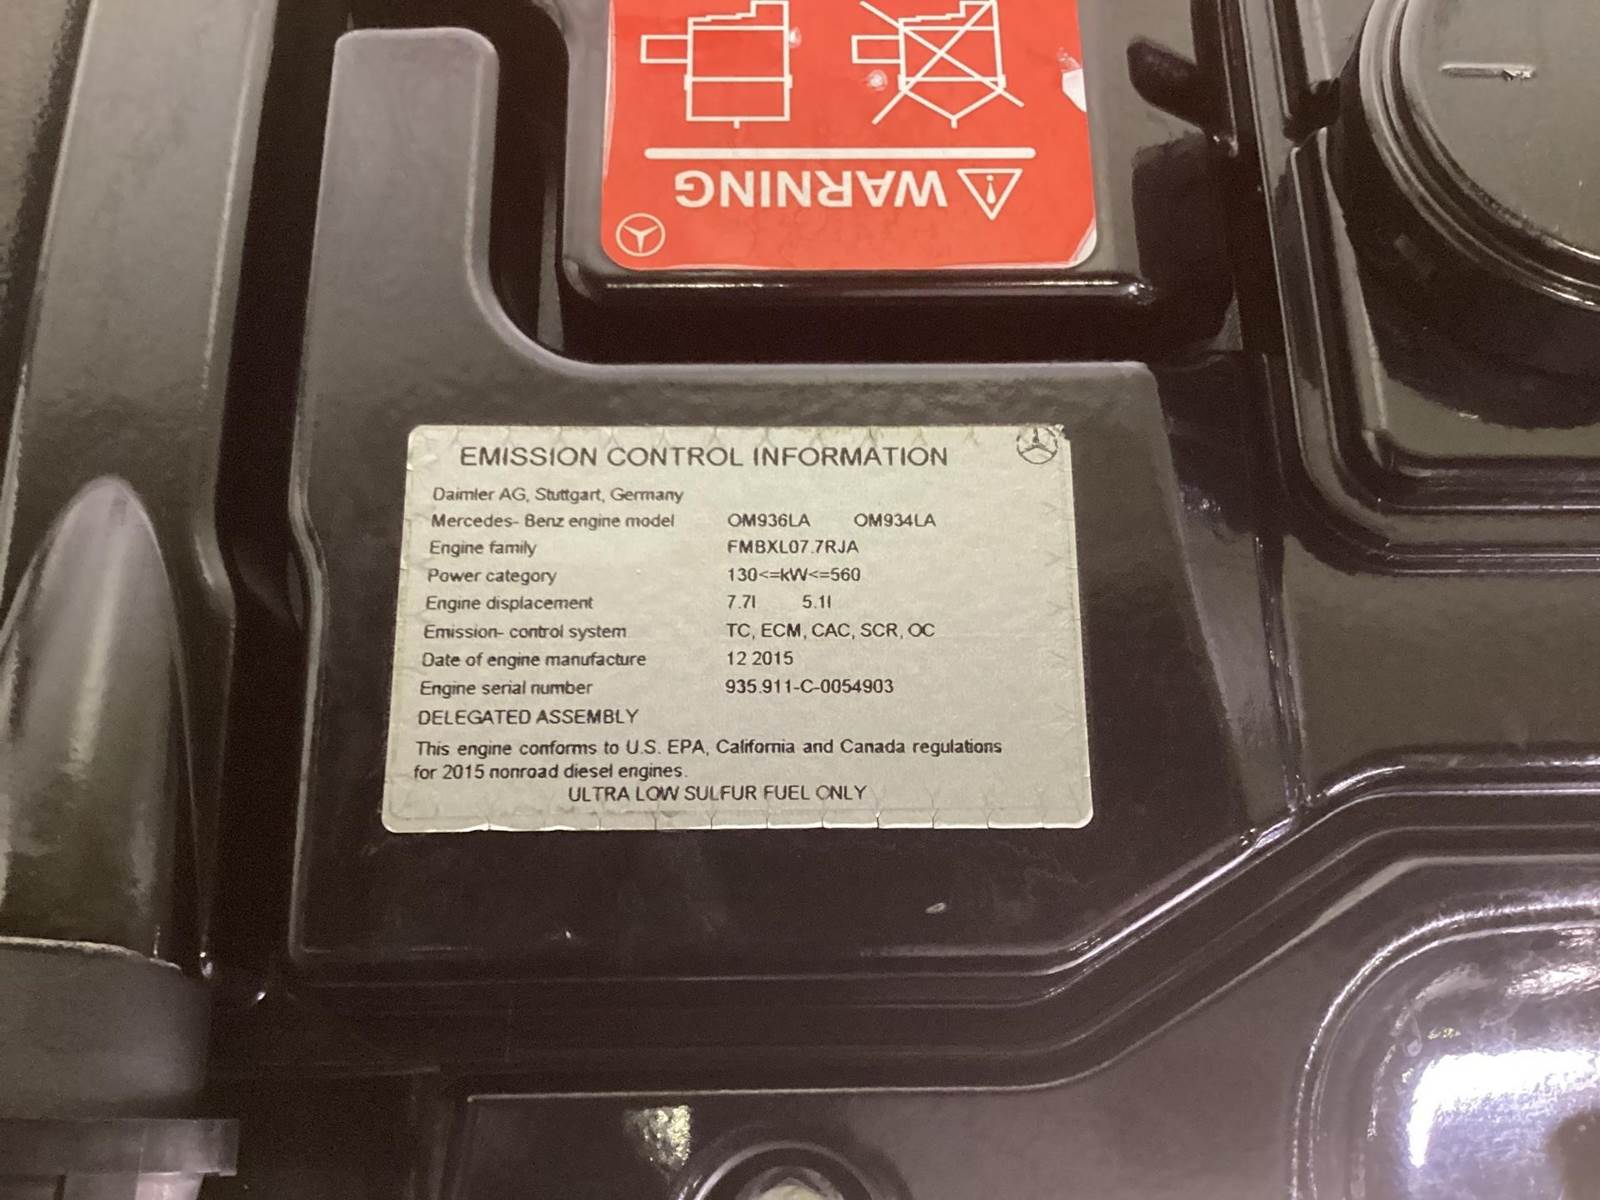 WARNING
EMISSION CONTROL INFORMATION
Daimler AG, Stuttgart, Germany
Mercedes- Benz engine model OM936LA OM934LA
Engine family FMBXL07.7RJA
Power category 130<=kW<=560
Engine displacement 7.7l 5.1l
Emission- control system TC, ECM, CAC, SCR, OC
Date of engine manufacture 12 2015
Engine serial number 935.911-C-0054903
DELEGATED ASSEMBLY
This engine conforms to U.S. EPA, California and Canada regulations
for 2015 nonroad diesel engines.
ULTRA LOW SULFUR FUEL ONLY